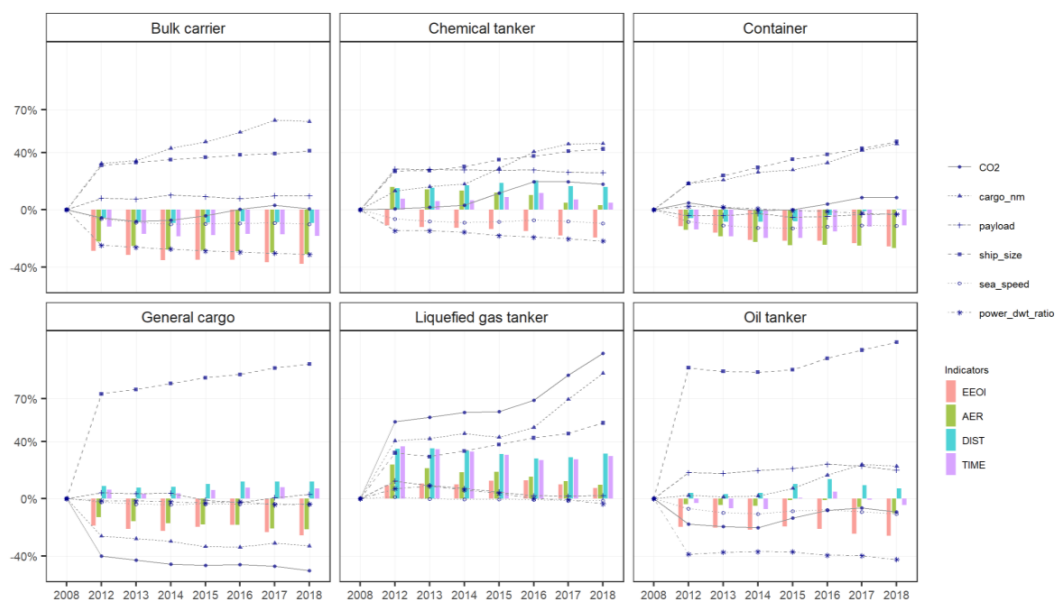 Bulk carrier
Chemical tanker
Container
70%
40%
0%
-40%
General cargo
Liquefied gas tanker
Oil tanker
70%
40%
0%
-40%
2008 2012 2013 2014 2015 2016 2017 2018
2008 2012 2013 2014 2015 2016 2017 2018
2008 2012 2013 2014 2015 2016 2017 2018
CO2
cargo_nm
payload
ship_size
sea_speed
power_dwt_ratio
Indicators
EEOI
AER
DIST
TIME